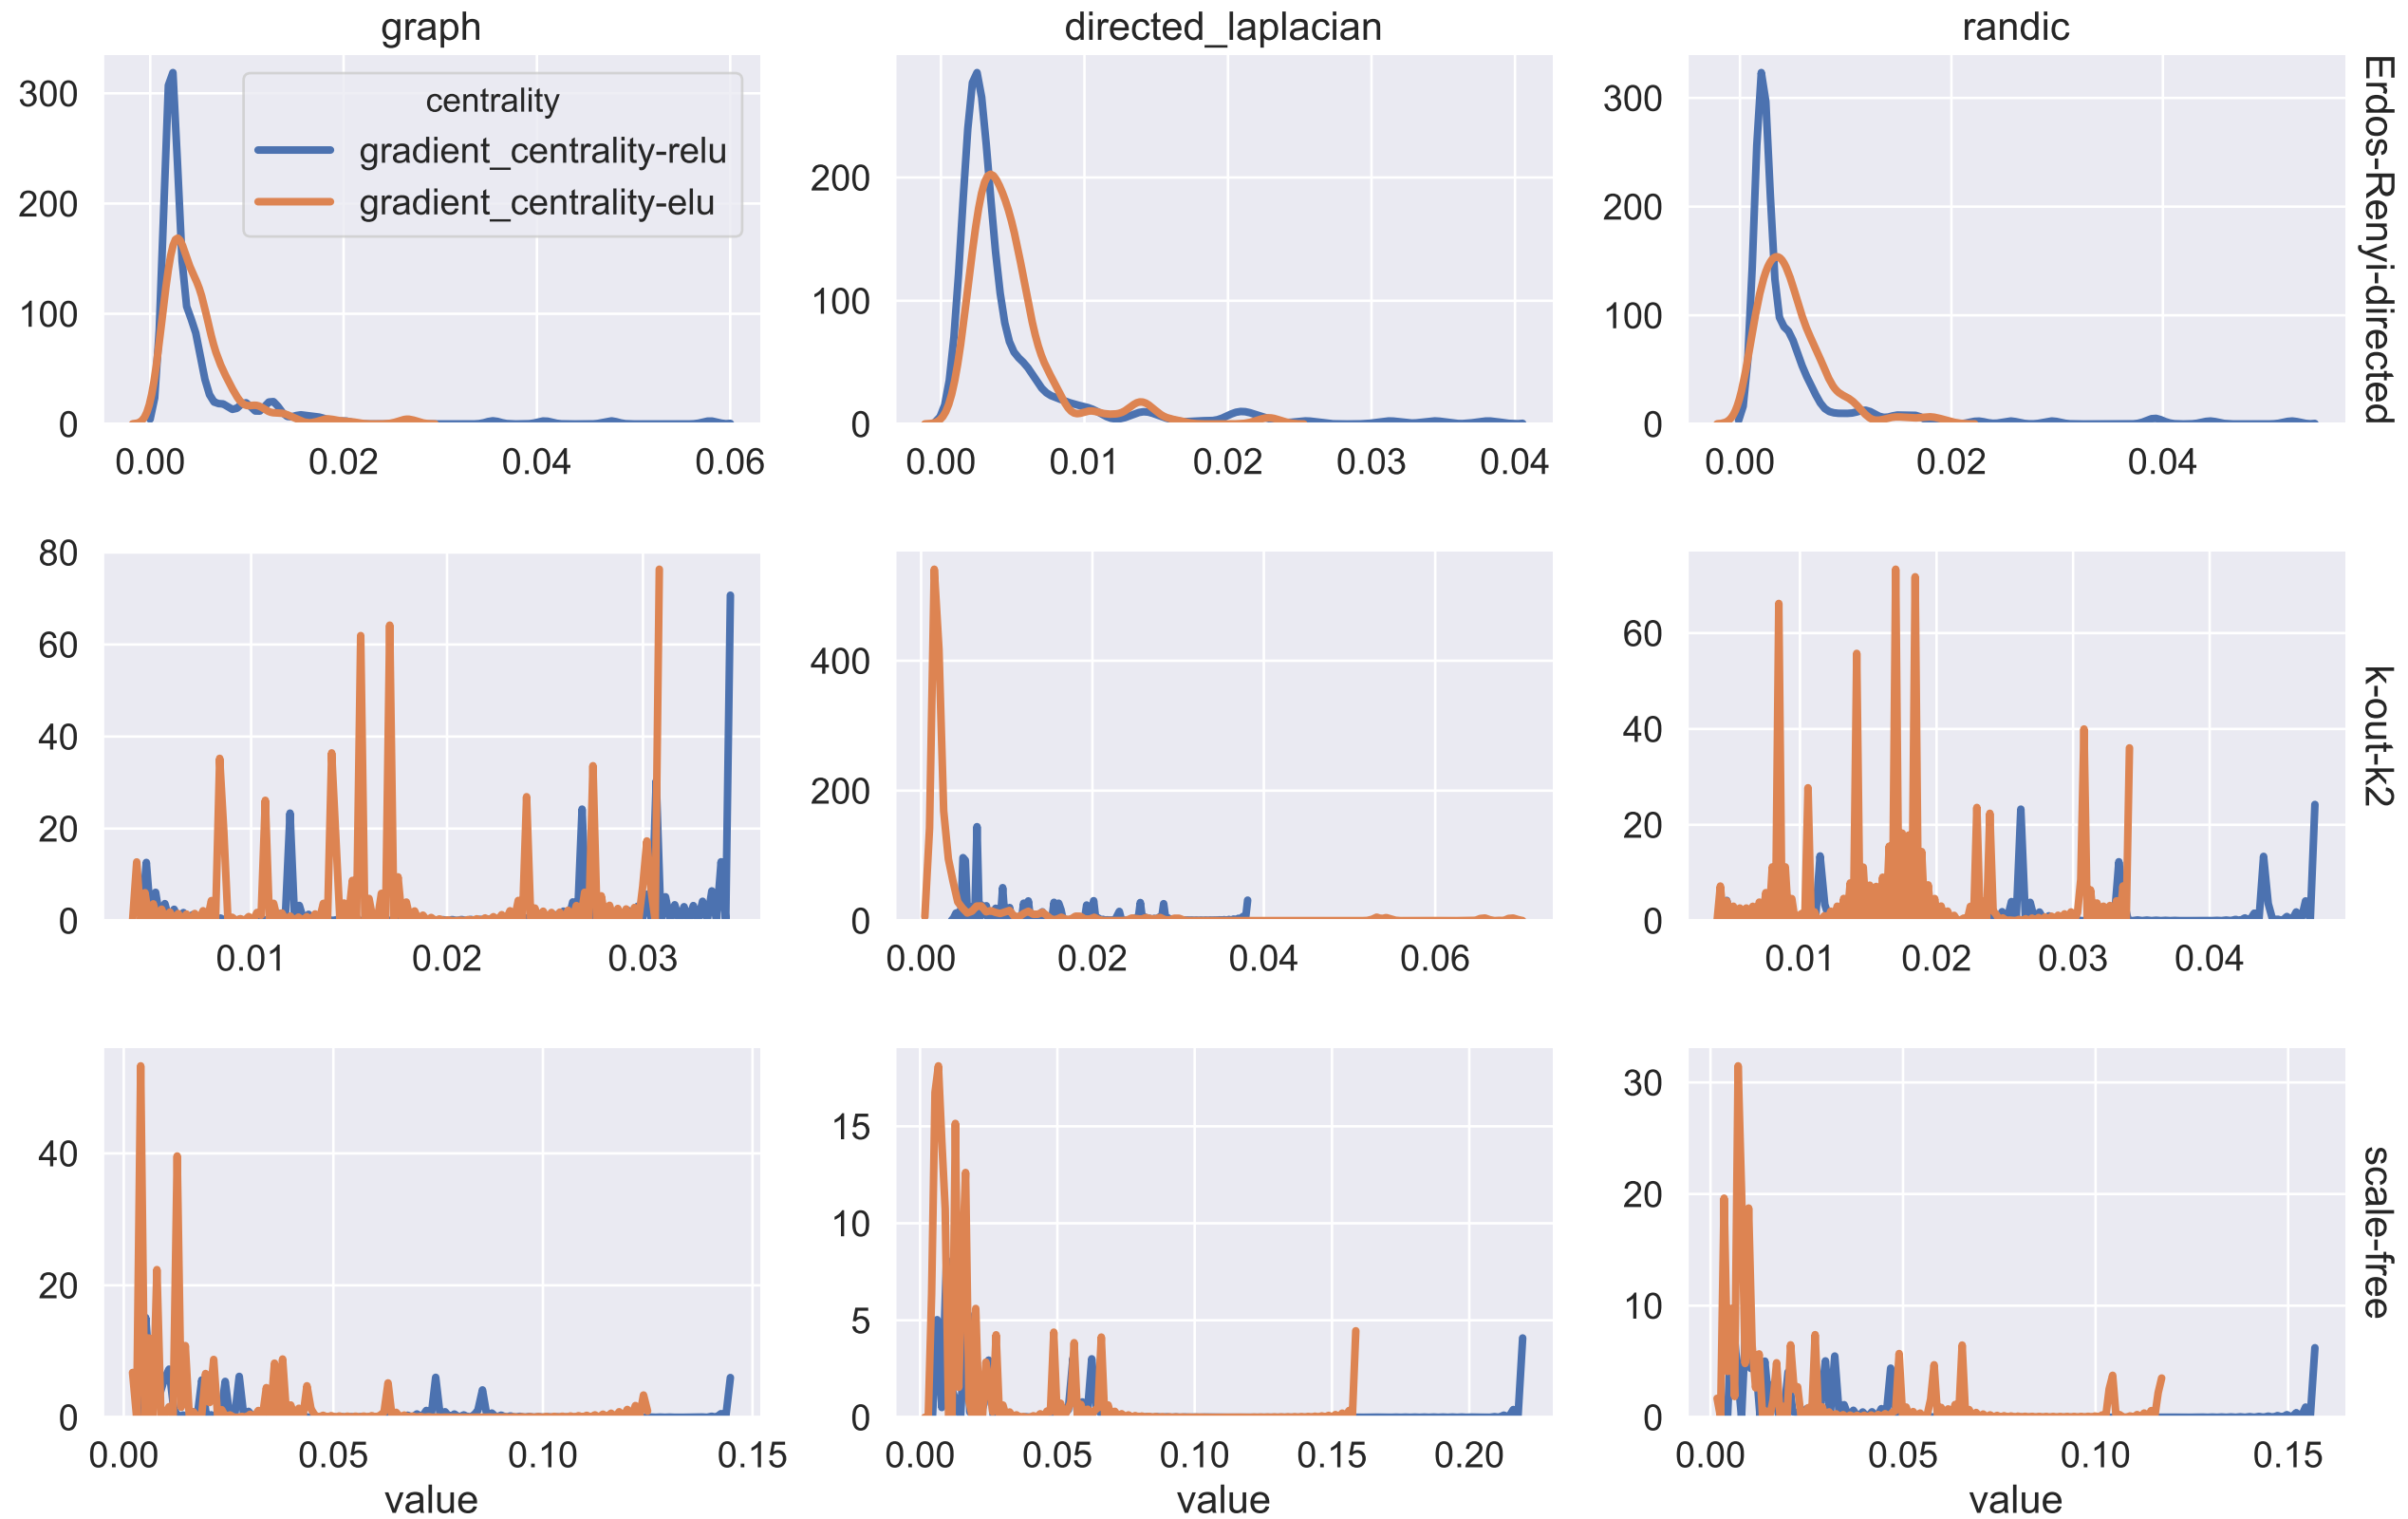 graph
directed_laplacian
randic
centrality
gradient_centrality-relu
gradient_centrality-elu
300
200
100
0
0.00 0.02 0.04 0.06
200
100
0
0.00 0.01 0.02 0.03 0.04
300
200
100
0
0.00 0.02 0.04
Erdos-Renyi-directed
80
60
40
20
0
0.01 0.02 0.03
400
200
0
0.00 0.02 0.04 0.06
60
40
20
0
0.01 0.02 0.03 0.04
k-out-k2
40
20
0
0.00 0.05 0.10 0.15
value
15
10
5
0
0.00 0.05 0.10 0.15 0.20
value
30
20
10
0
0.00 0.05 0.10 0.15
value
scale-free